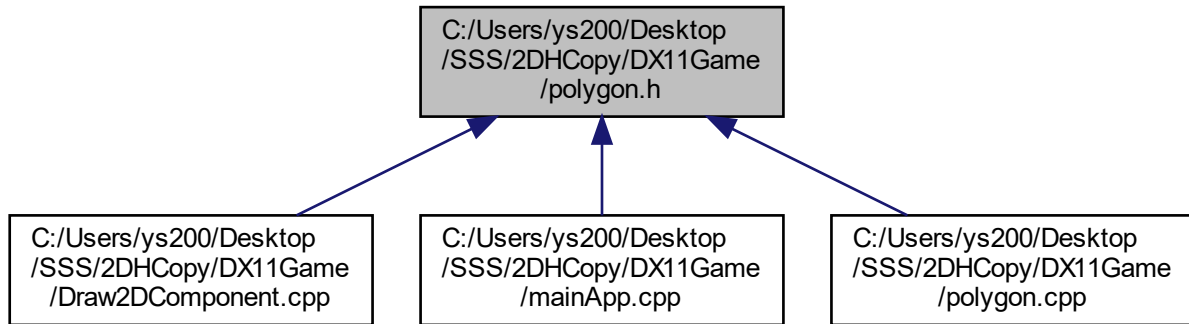 C:/Users/ys200/Desktop
/SSS/2DHCopy/DX11Game
/polygon.h
C:/Users/ys200/Desktop
/SSS/2DHCopy/DX11Game
/Draw2DComponent.cpp
C:/Users/ys200/Desktop
/SSS/2DHCopy/DX11Game
/mainApp.cpp
C:/Users/ys200/Desktop
/SSS/2DHCopy/DX11Game
/polygon.cpp